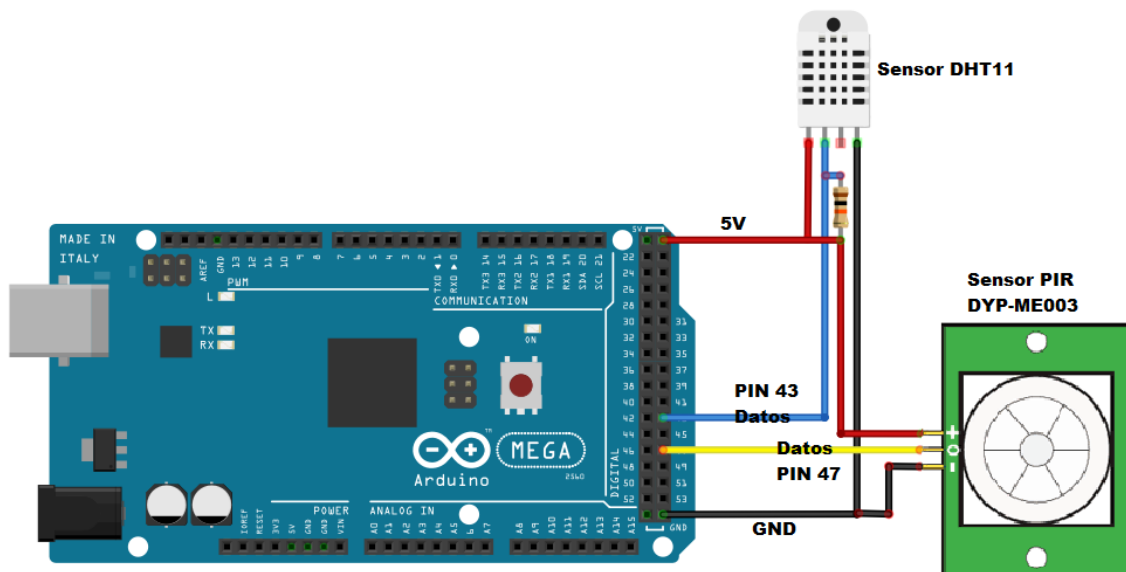 Sensor DHT11
5V
Sensor PIR
DYP-ME003
PIN 43
Datos
Datos
PIN 47
GND
MADE IN
ITALY
AREF
GND
13
12
11
10
9
8
7
6
5
4
3
2
TX0 1
RX0 0
TX3 14
RX3 15
TX2 16
RX2 17
TX1 18
RX1 19
SDA 20
SCL 21
PWM
COMMUNICATION
L
TX
RX
ON
5V
22
24
26
28
30
31
32
33
34
35
36
37
38
39
40
41
42
44
45
46
48
49
50
51
52
53
GND
DIGITAL
Arduino
TM
MEGA
2560
POWER
ANALOG IN
IOREF
RESET
3V3
5V
GND
GND
VIN
A0
A1
A2
A3
A4
A5
6
A7
A8
A9
A10
A11
A12
A13
A14
A15
+
O
-